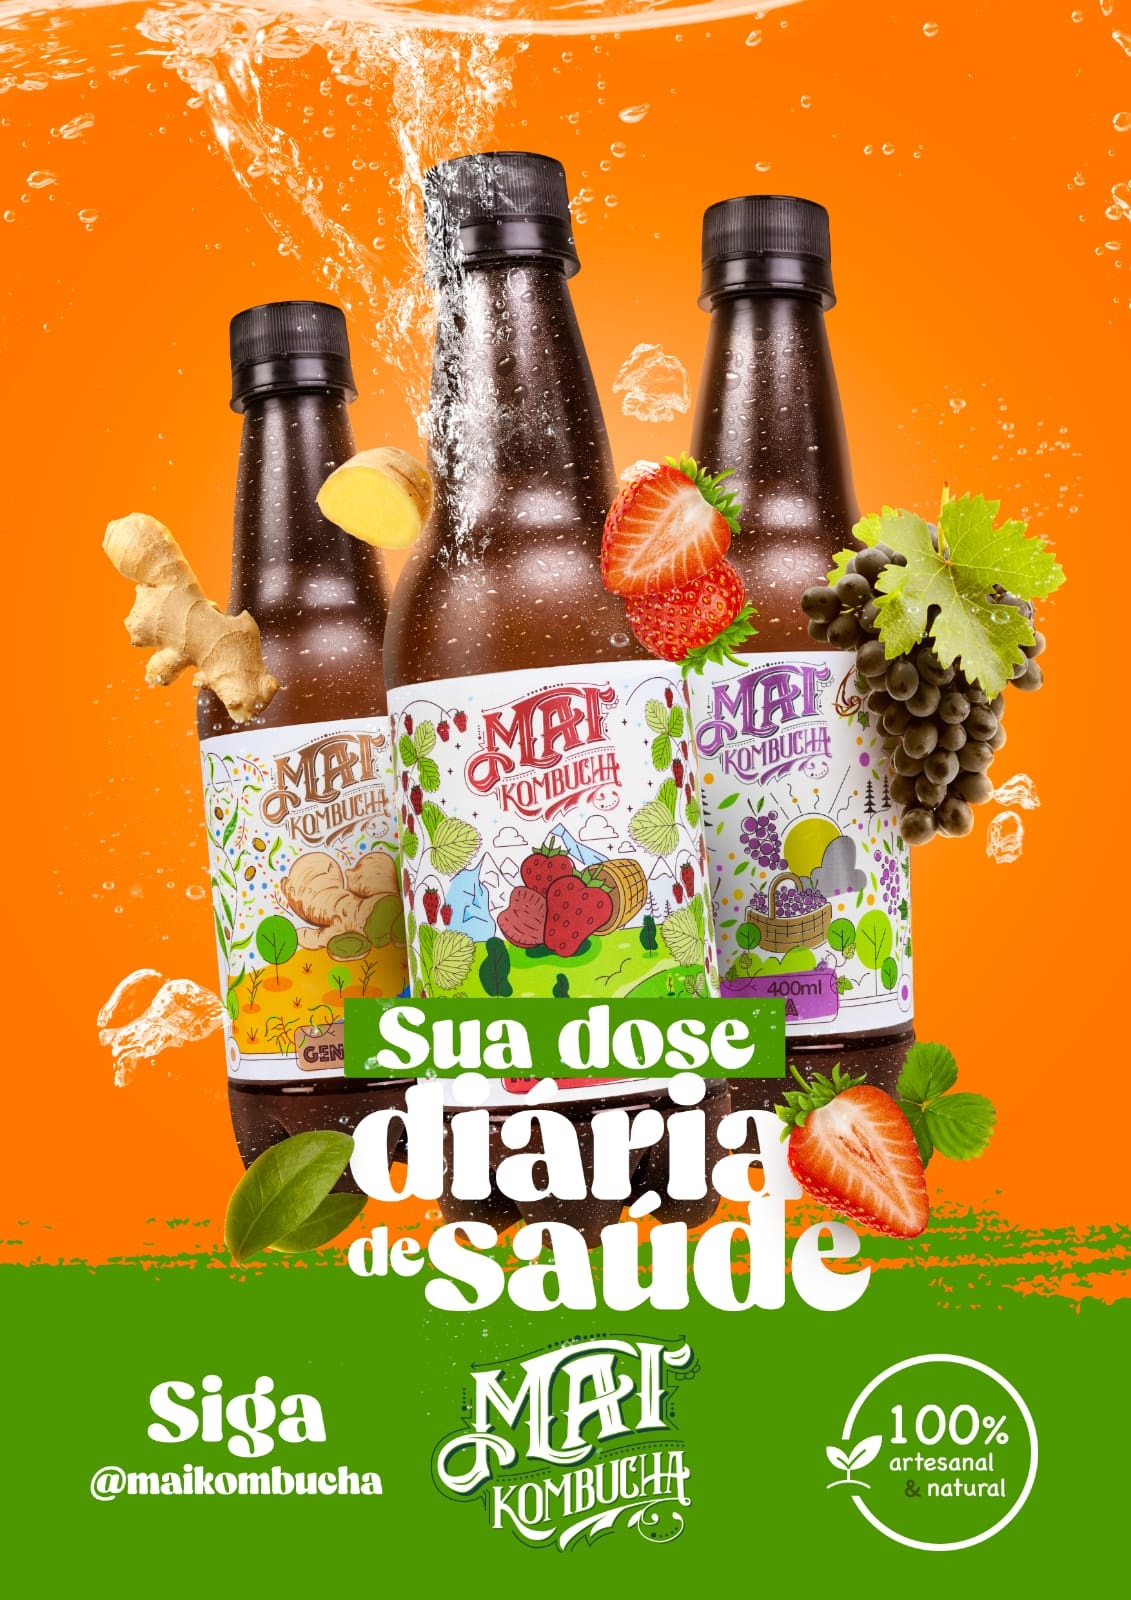 MAI
KOMBUCHA
MAI
KOMBUCHA
MAI
KOMBUCHA
400ml
Sua dose
diária
de saúde
Siga
@maikombucha
MAI
KOMBUCHA
100%
artesanal
& natural